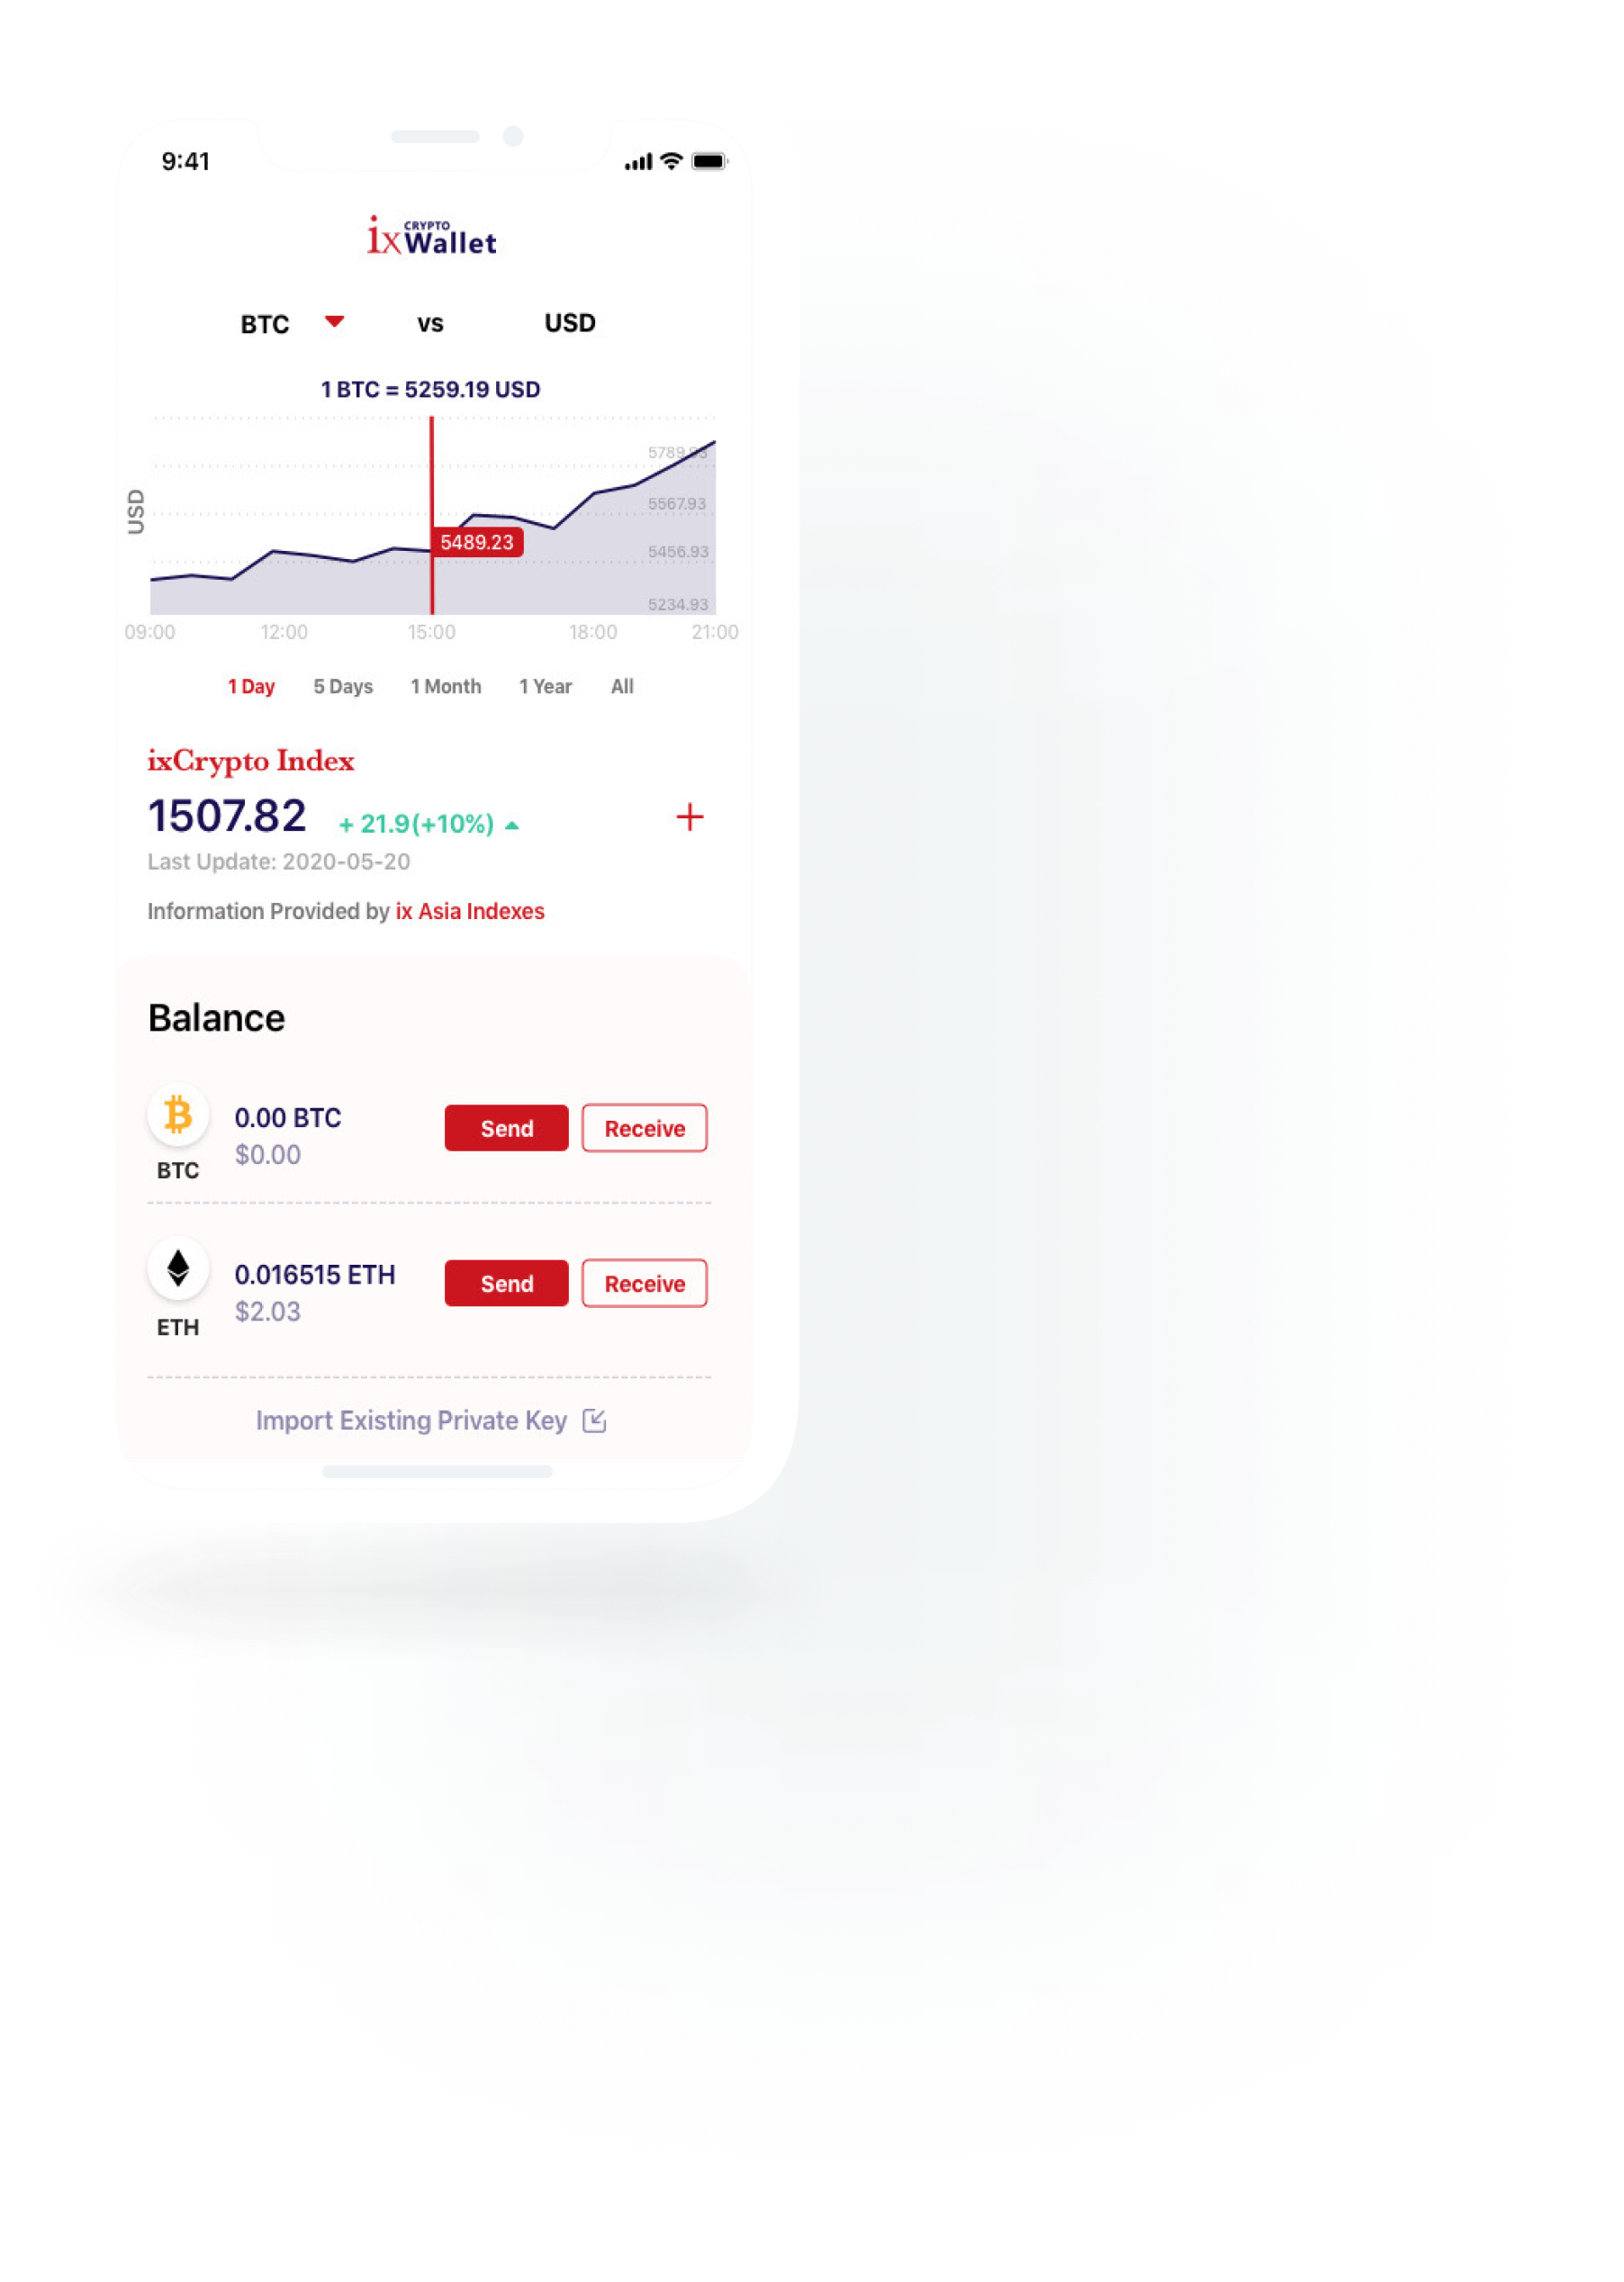 9:41
ix CRYPTO Wallet
BTC vs USD
1 BTC = 5259.19 USD
USD
5789.93
5567.93
5489.23
5456.93
5234.93
09:00 12:00 15:00 18:00 21:00
1 Day 5 Days 1 Month 1 Year All
ixCrypto Index
1507.82 + 21.9(+10%)
Last Update: 2020-05-20
Information Provided by ix Asia Indexes
Balance
0.00 BTC Send Receive
$0.00
BTC
0.016515 ETH Send Receive
$2.03
ETH
Import Existing Private Key